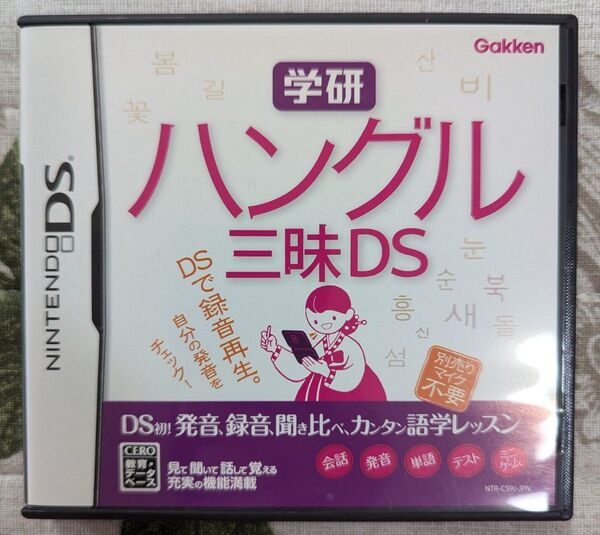 NINTENDO DS
Gakken
봄
길
꽃
산
비
学研
ハングル
三昧DS
눈
순
북
흥
신
새
돌
섬
DSで録音再生。
自分の発音を
チェック!
別売り
マイク
不要
DS初!発音、録音、聞き比べ、カンタン語学レッスン
CERO
教育・
データ
ベース
見て聞いて話して覚える
充実の機能満載
会話
発音
単語
テスト
ミニ
ゲーム
NTR-C59J-JPN